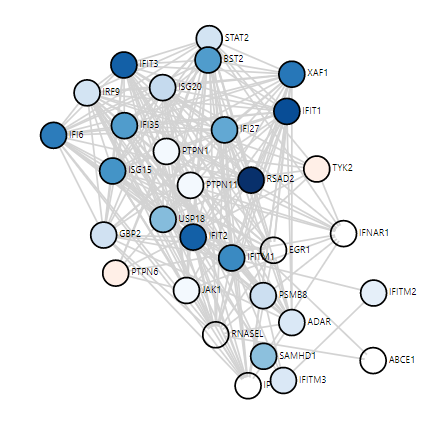 STAT2
BST2
IFIT3
XAF1
ISG20
IRF9
IFIT1
IFI35
IFI27
IFI6
PTPN1
ISG15
TYK2
RSAD2
PTPN11
USP18
GBP2
IFIT2
IFNAR1
EGR1
IFITM1
PTPN6
JAK1
PSMB8
IFITM2
ADAR
RNASEL
SAMHD1
ABCE1
IFITM3